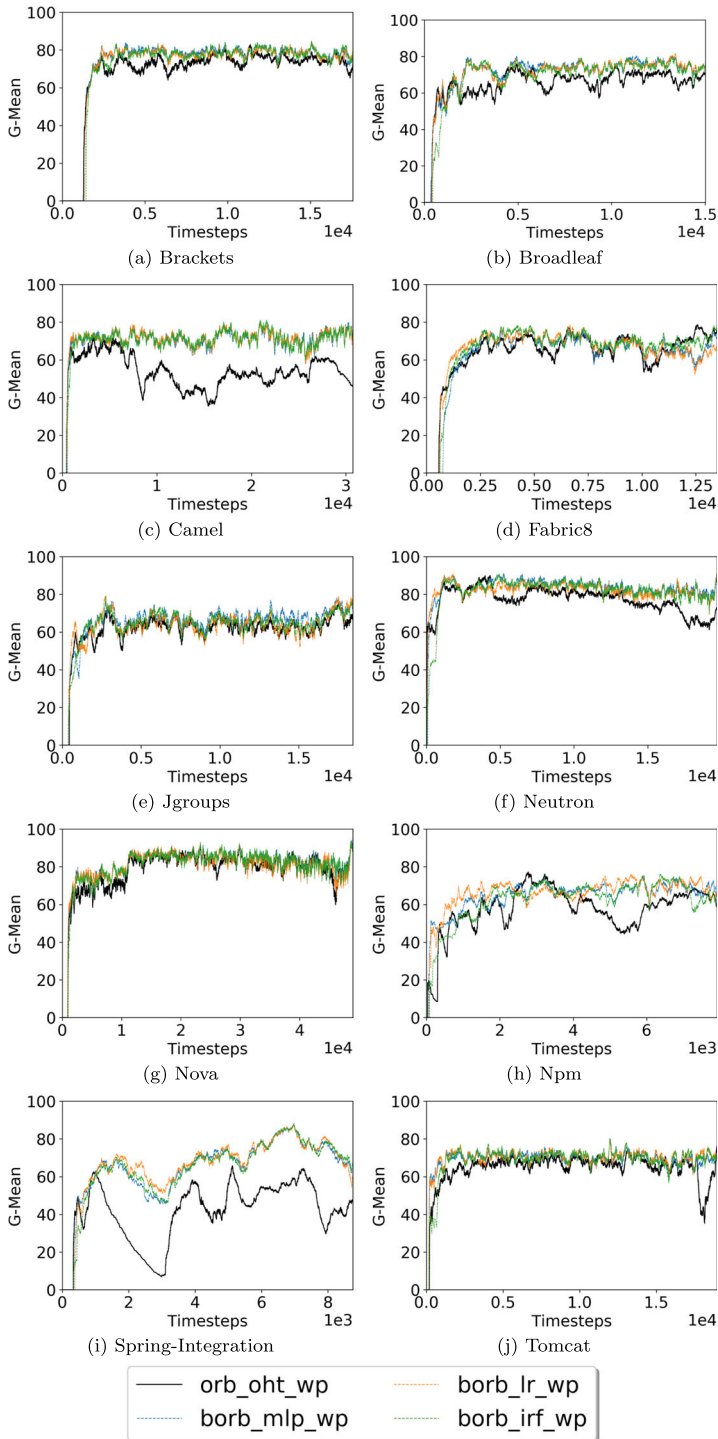 100
80
60
40
20
0
G-Mean
0.0 0.5 1.0 1.5
Timesteps 1e4
(a) Brackets
100
80
60
40
20
0
G-Mean
0.0 0.5 1.0 1.5
Timesteps 1e4
(b) Broadleaf
100
80
60
40
20
0
G-Mean
0 1 2 3
Timesteps 1e4
(c) Camel
100
80
60
40
20
0
G-Mean
0.00 0.25 0.50 0.75 1.00 1.25
Timesteps 1e4
(d) Fabric8
100
80
60
40
20
0
G-Mean
0.0 0.5 1.0 1.5
Timesteps 1e4
(e) Jgroups
100
80
60
40
20
0
G-Mean
0.0 0.5 1.0 1.5
Timesteps 1e4
(f) Neutron
100
80
60
40
20
0
G-Mean
0 1 2 3 4
Timesteps 1e4
(g) Nova
100
80
60
40
20
0
G-Mean
0 2 4 6
Timesteps 1e3
(h) Npm
100
80
60
40
20
0
G-Mean
0 2 4 6 8
Timesteps 1e3
(i) Spring-Integration
100
80
60
40
20
0
G-Mean
0.0 0.5 1.0 1.5
Timesteps 1e4
(j) Tomcat
orb_oht_wp borb_lr_wp
borb_mlp_wp borb_irf_wp